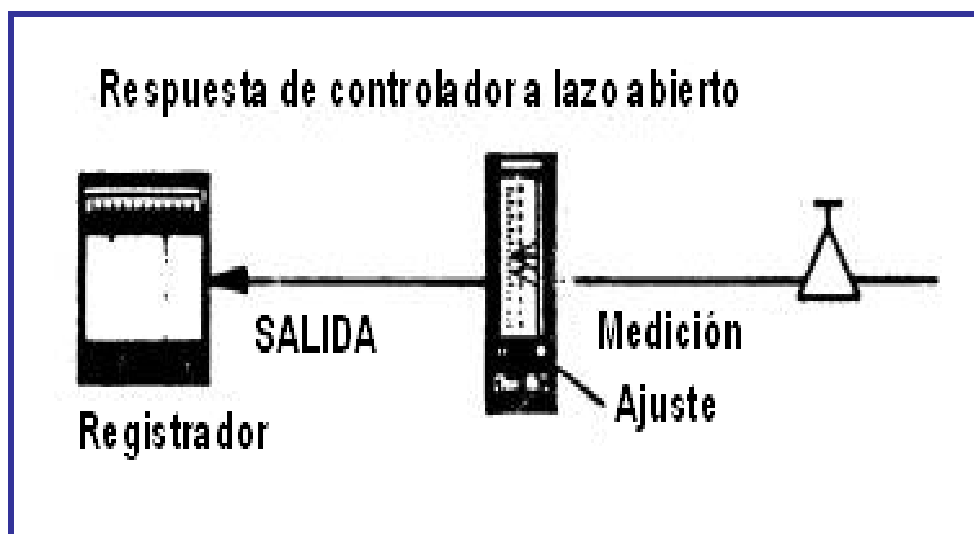 Respuesta de controlador a lazo abierto
SALIDA
Medición
Ajuste
Registrador